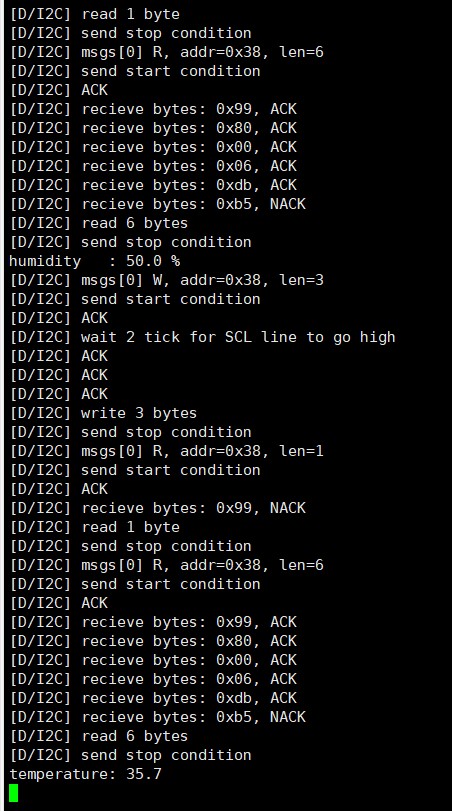 [D/I2C] read 1 byte
[D/I2C] send stop condition
[D/I2C] msgs[0] R, addr=0x38, len=6
[D/I2C] send start condition
[D/I2C] ACK
[D/I2C] recieve bytes: 0x99, ACK
[D/I2C] recieve bytes: 0x80, ACK
[D/I2C] recieve bytes: 0x00, ACK
[D/I2C] recieve bytes: 0x06, ACK
[D/I2C] recieve bytes: 0xdb, ACK
[D/I2C] recieve bytes: 0xb5, NACK
[D/I2C] read 6 bytes
[D/I2C] send stop condition
humidity   : 50.0 %
[D/I2C] msgs[0] W, addr=0x38, len=3
[D/I2C] send start condition
[D/I2C] ACK
[D/I2C] wait 2 tick for SCL line to go high
[D/I2C] ACK
[D/I2C] ACK
[D/I2C] ACK
[D/I2C] write 3 bytes
[D/I2C] send stop condition
[D/I2C] msgs[0] R, addr=0x38, len=1
[D/I2C] send start condition
[D/I2C] ACK
[D/I2C] recieve bytes: 0x99, NACK
[D/I2C] read 1 byte
[D/I2C] send stop condition
[D/I2C] msgs[0] R, addr=0x38, len=6
[D/I2C] send start condition
[D/I2C] ACK
[D/I2C] recieve bytes: 0x99, ACK
[D/I2C] recieve bytes: 0x80, ACK
[D/I2C] recieve bytes: 0x00, ACK
[D/I2C] recieve bytes: 0x06, ACK
[D/I2C] recieve bytes: 0xdb, ACK
[D/I2C] recieve bytes: 0xb5, NACK
[D/I2C] read 6 bytes
[D/I2C] send stop condition
temperature: 35.7